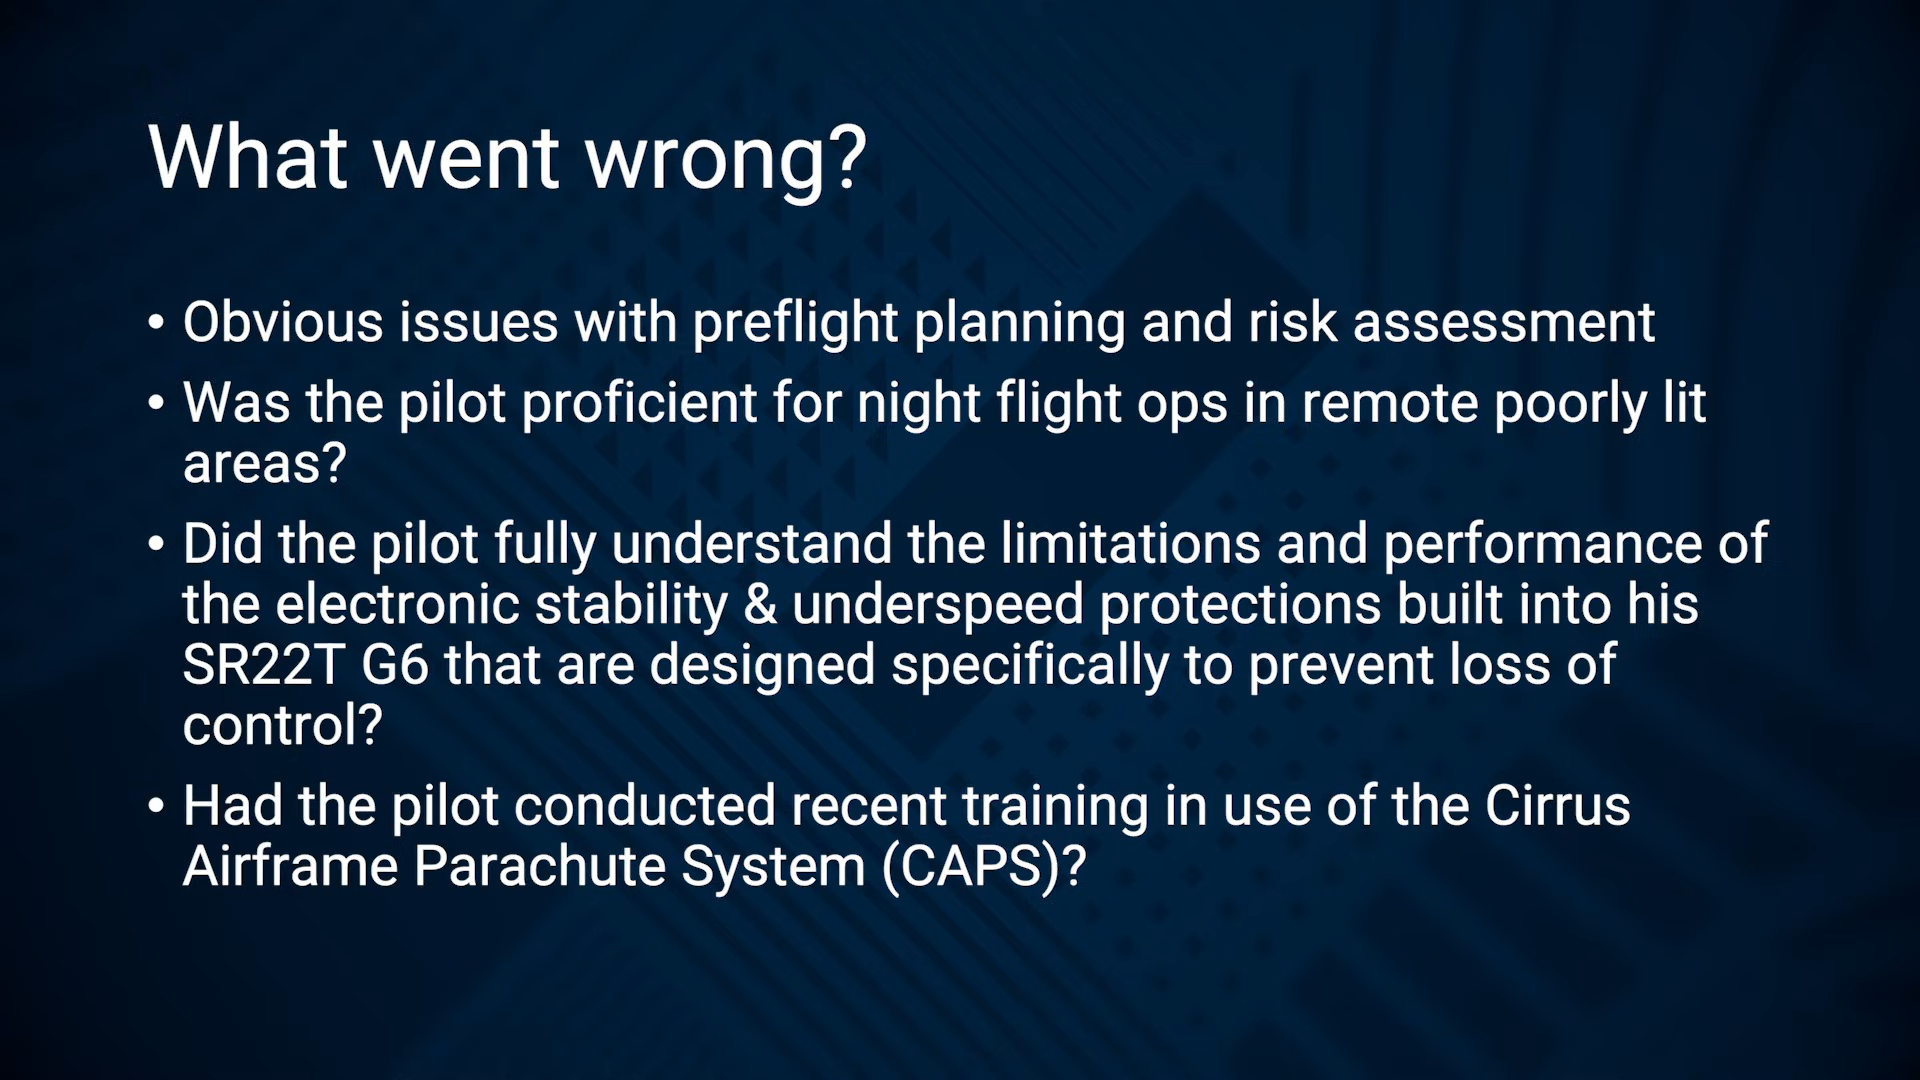 What went wrong?
• Obvious issues with preflight planning and risk assessment
• Was the pilot proficient for night flight ops in remote poorly lit
areas?
• Did the pilot fully understand the limitations and performance of
the electronic stability & underspeed protections built into his
SR22T G6 that are designed specifically to prevent loss of
control?
• Had the pilot conducted recent training in use of the Cirrus
Airframe Parachute System (CAPS)?